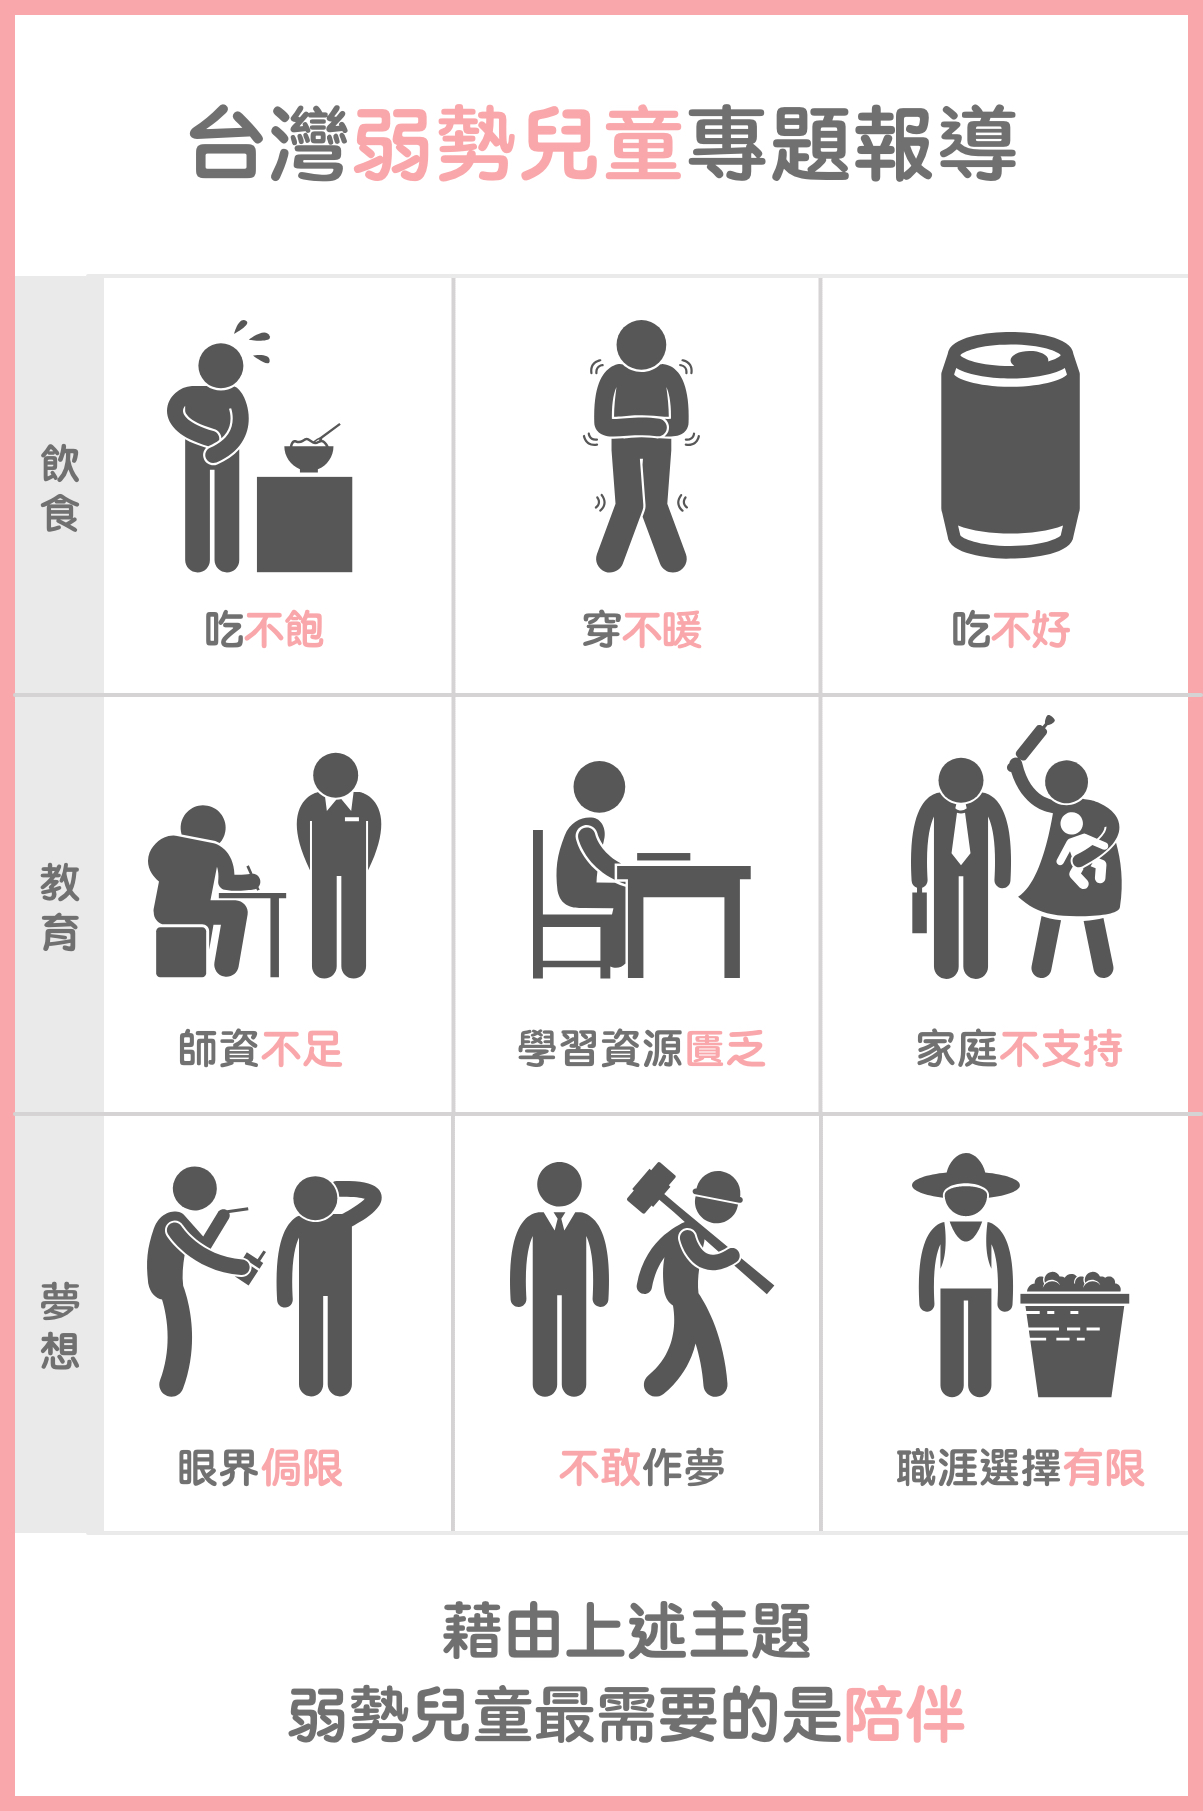 台灣弱勢兒童專題報導
飲食
吃不飽
穿不暖
吃不好
教育
師資不足
學習資源匱乏
家庭不支持
夢想
眼界侷限
不敢作夢
職涯選擇有限
藉由上述主題
弱勢兒童最需要的是陪伴